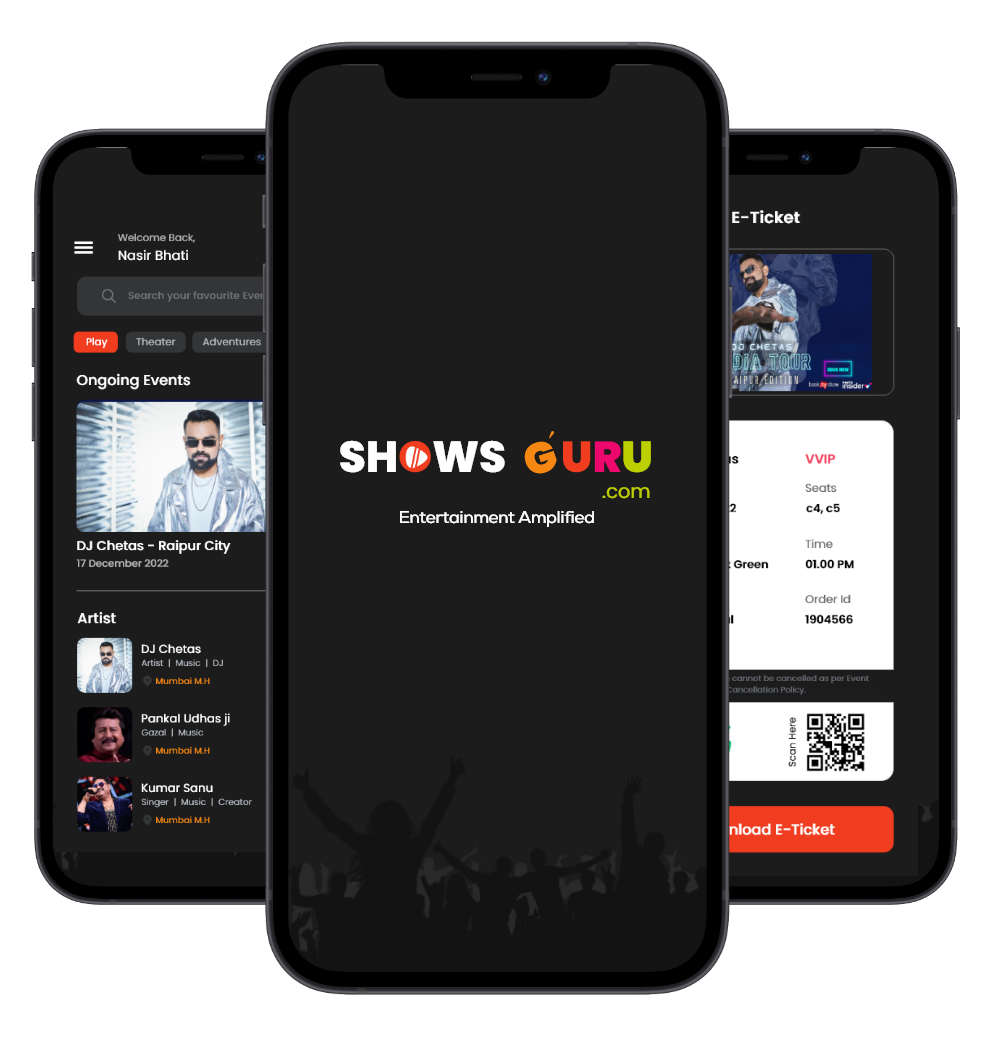 Welcome Back,
Nasir Bhati
Search your favourite Even
Play
Theater
Adventures
Ongoing Events
DJ Chetas - Raipur City
17 December 2022
Artist
DJ Chetas
Artist | Music | DJ
Mumbai M.H
Pankal Udhas ji
Gazal | Music
Mumbai M.H
Kumar Sanu
Singer | Music | Creator
Mumbai M.H
SHOWS GURU
.com
Entertainment Amplified
E-Ticket
DJ CHETAS
DIA TOUR
AIPUR EDITION
BOOK NOW
bookmyshow
insider
VVIP
Seats
c4, c5
Time
Green
01.00 PM
Order Id
1904566
cannot be cancelled as per Event
Cancellation Policy.
Scan Here
nload E-Ticket